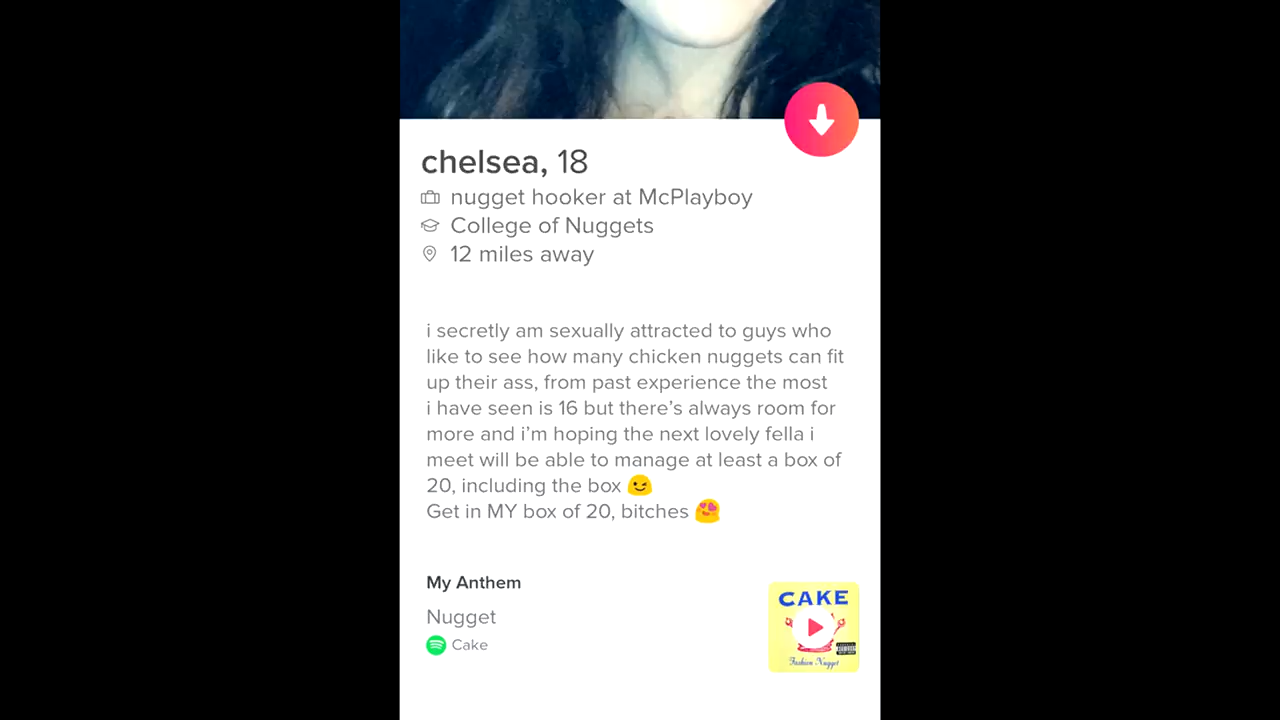 chelsea, 18
nugget hooker at McPlayboy
College of Nuggets
12 miles away
i secretly am sexually attracted to guys who
like to see how many chicken nuggets can fit
up their ass, from past experience the most
i have seen is 16 but there’s always room for
more and i’m hoping the next lovely fella i
meet will be able to manage at least a box of
20, including the box 😉
Get in MY box of 20, bitches 😍
My Anthem
Nugget
Cake
CAKE
Fashion Nugget